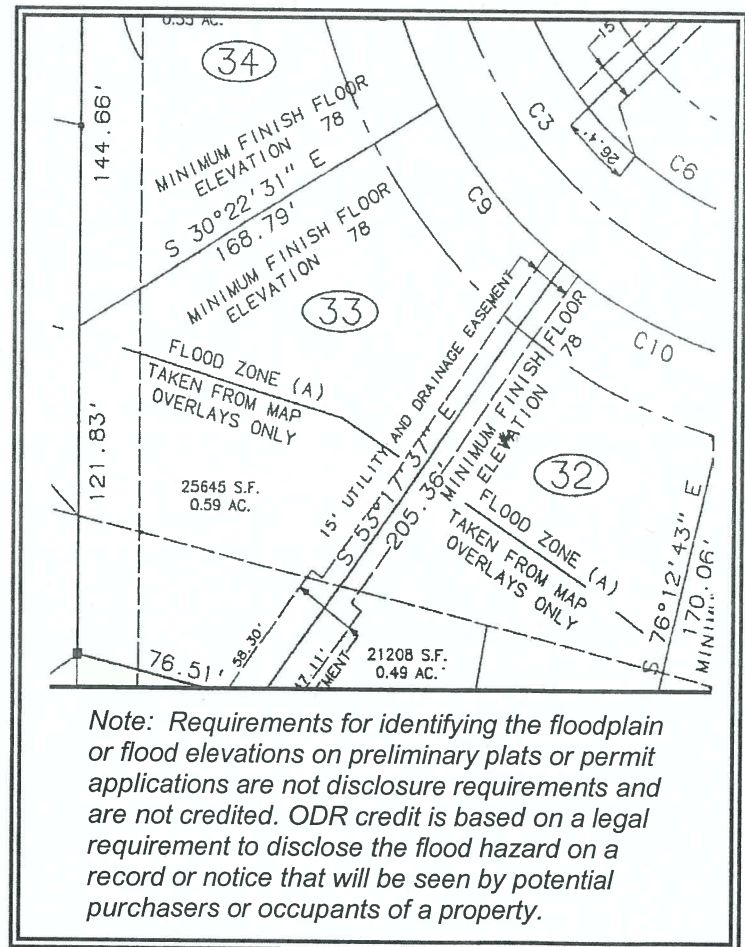 0.55 AC.
34
144.66'
MINIMUM FINISH FLOOR
ELEVATION 78
S 30°22'31" E
168.79'
MINIMUM FINISH FLOOR
ELEVATION 78
33
C3
26.4'
C6
C9
C10
15'
FLOOD ZONE (A)
TAKEN FROM MAP
OVERLAYS ONLY
121.83'
25645 S.F.
0.59 AC.
15' UTILITY AND DRAINAGE EASEMENT
S 53°17'37" E
205.36'
MINIMUM FINISH FLOOR
ELEVATION 78
32
FLOOD ZONE (A)
TAKEN FROM MAP
OVERLAYS ONLY
S 76°12'43" E
170.06'
76.51'
58.30'
21208 S.F.
0.49 AC.
Note: Requirements for identifying the floodplain
or flood elevations on preliminary plats or permit
applications are not disclosure requirements and
are not credited. ODR credit is based on a legal
requirement to disclose the flood hazard on a
record or notice that will be seen by potential
purchasers or occupants of a property.